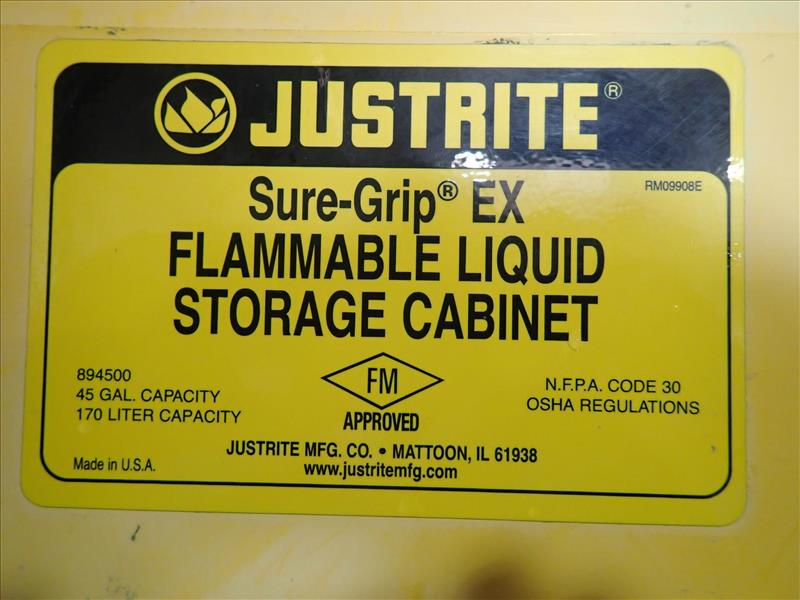 JUSTRITE®
RM09908E
Sure-Grip® EX
FLAMMABLE LIQUID
STORAGE CABINET
894500
45 GAL. CAPACITY
170 LITER CAPACITY
FM
APPROVED
N.F.P.A. CODE 30
OSHA REGULATIONS
JUSTRITE MFG. CO. • MATTOON, IL 61938
www.justritemfg.com
Made in U.S.A.